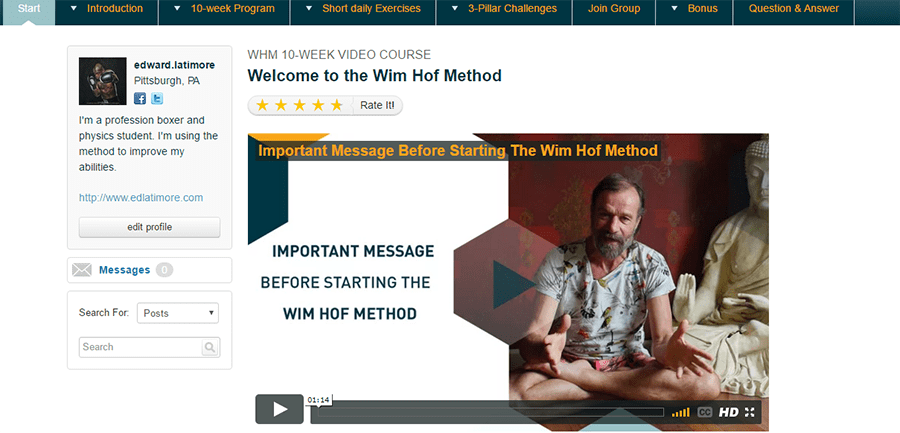 Start Introduction 10-week Program Short daily Exercises 3-Pillar Challenges Join Group Bonus Question & Answer
edward.latimore
Pittsburgh, PA
I'm a profession boxer and
physics student. I'm using the
method to improve my
abilities.
http://www.edlatimore.com
edit profile
Messages 0
Search For: Posts
Search
WHM 10-WEEK VIDEO COURSE
Welcome to the Wim Hof Method
Rate It!
Important Message Before Starting The Wim Hof Method
IMPORTANT MESSAGE
BEFORE STARTING THE
WIM HOF METHOD
01:14
CC HD